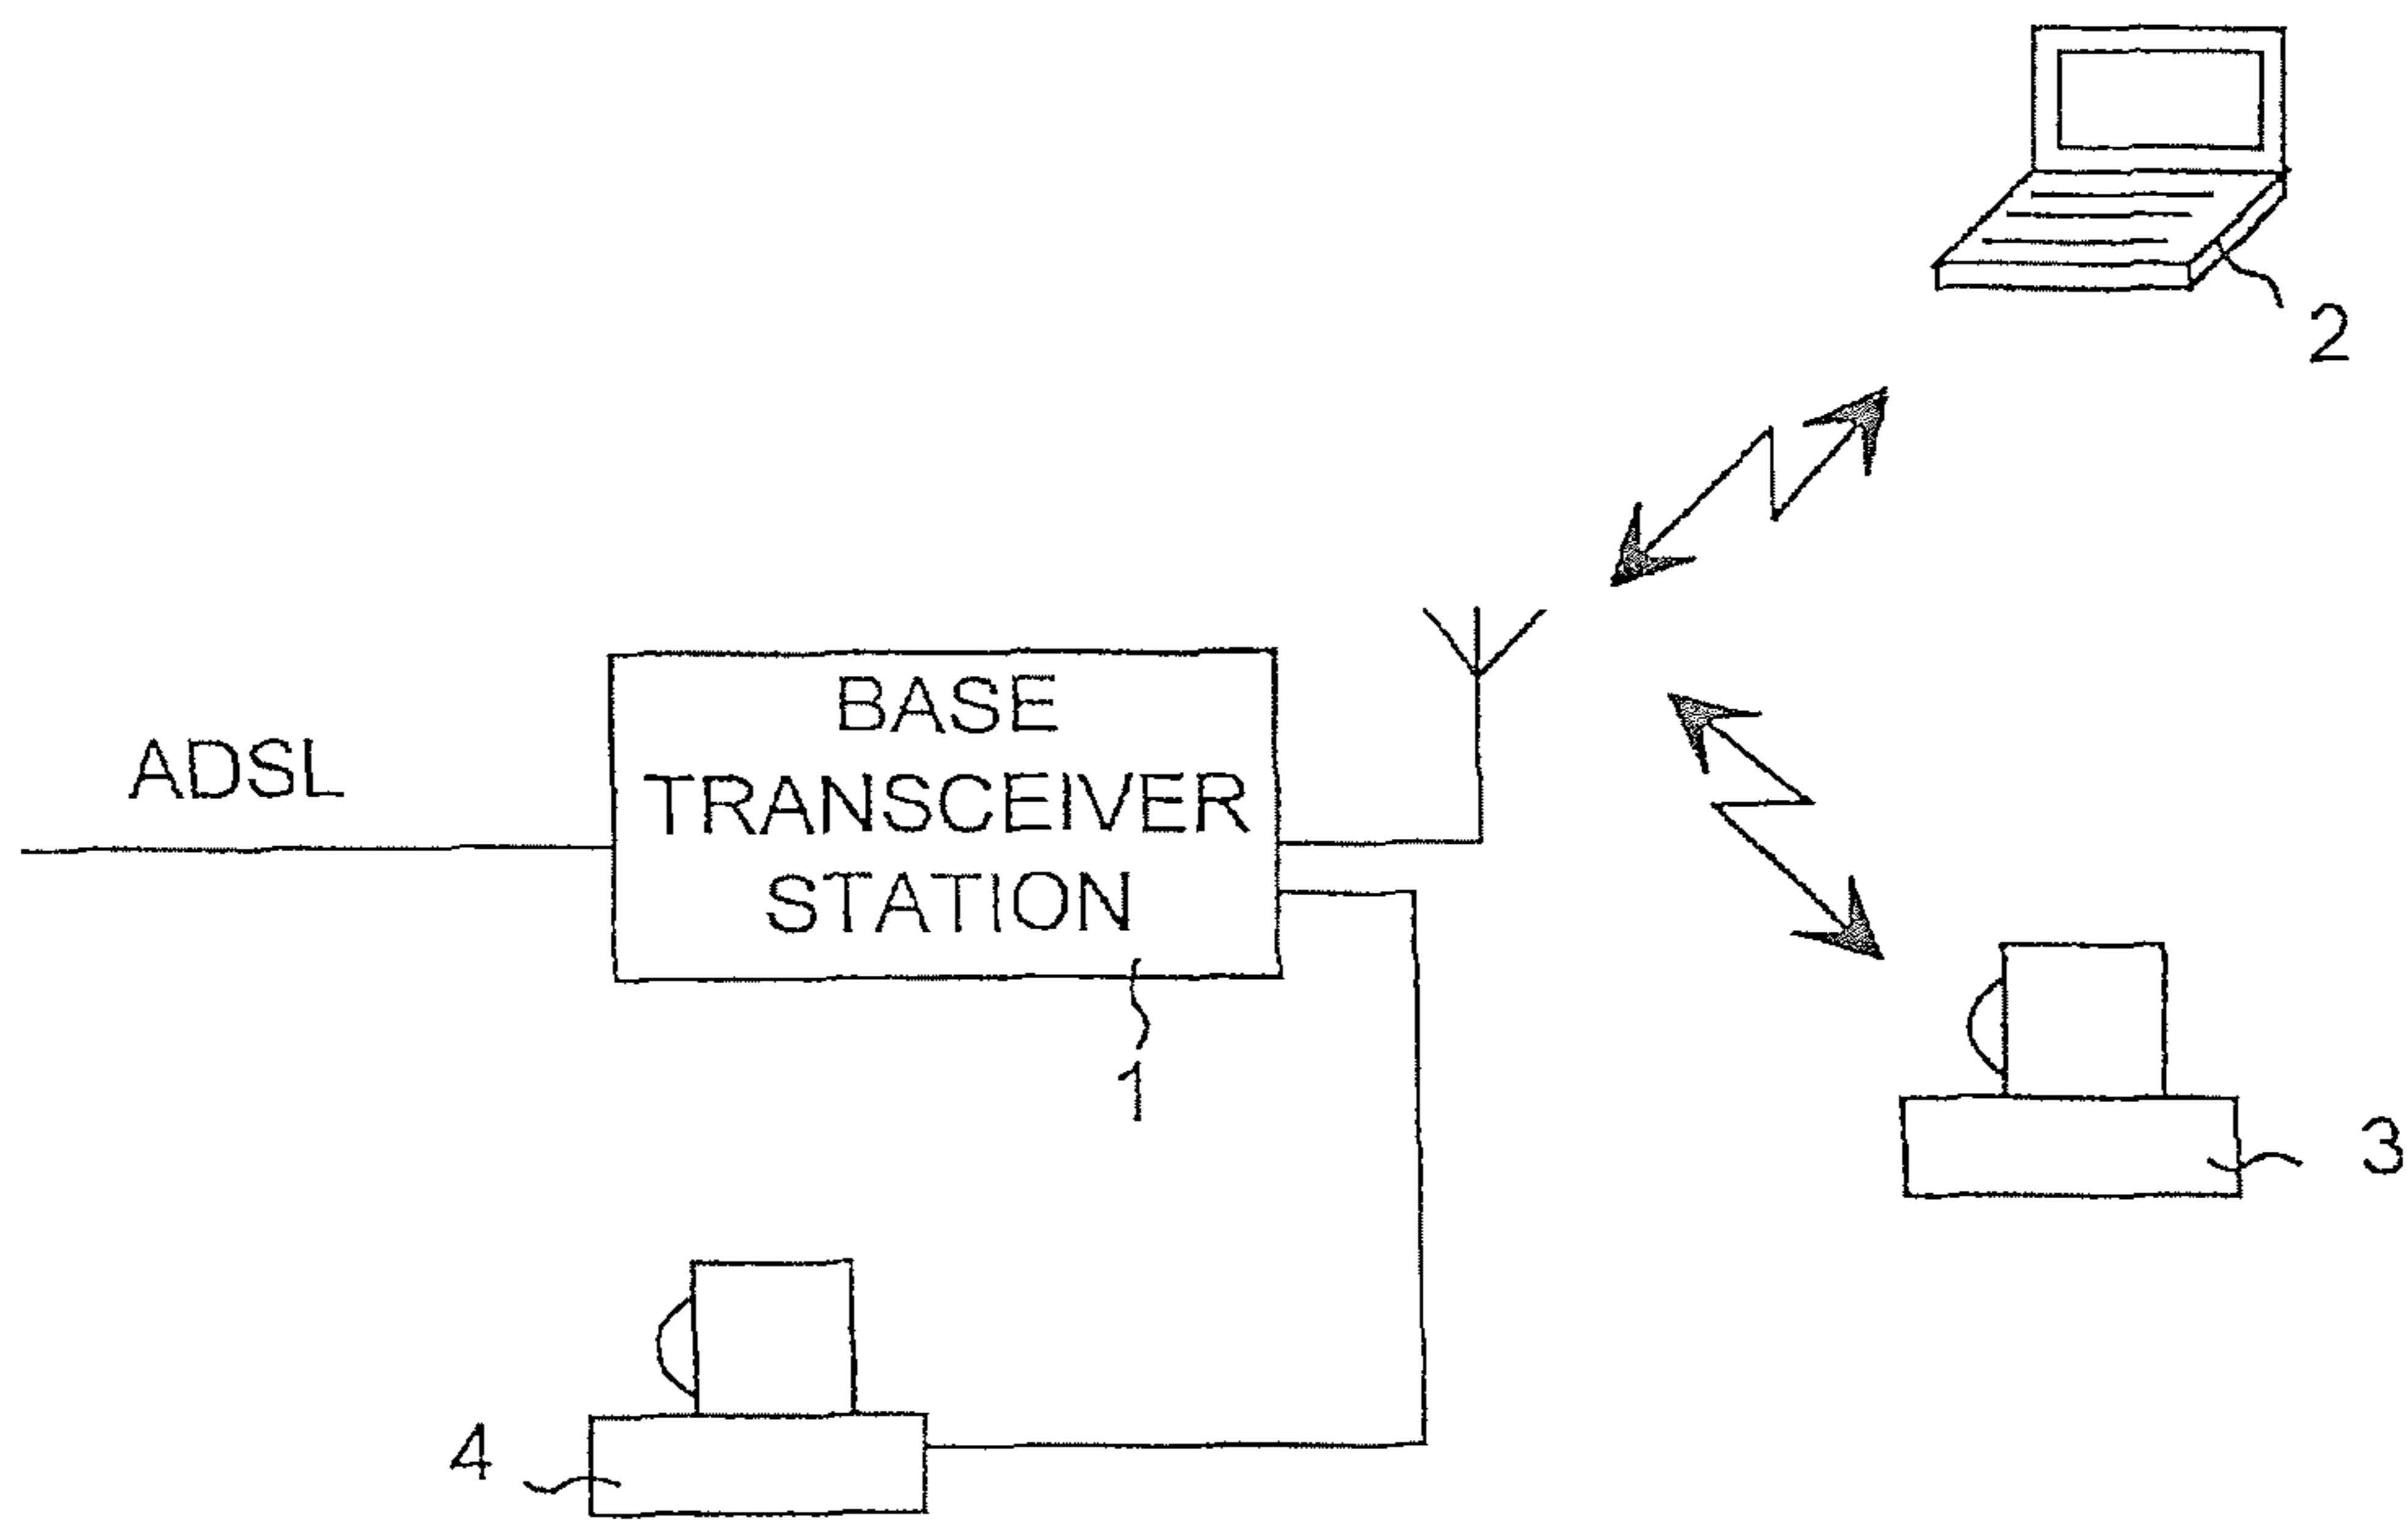 2
ADSL
BASE
TRANSCEIVER
STATION
1
3
4